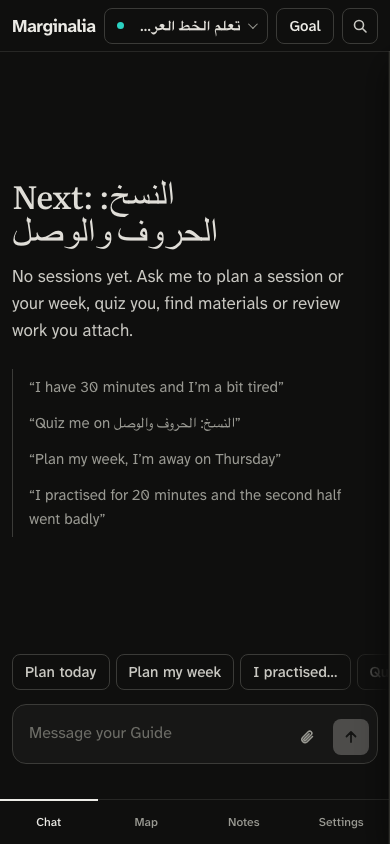 Marginalia
تعلم الخط العر...
Goal
Next: النسخ:
الحروف والوصل
No sessions yet. Ask me to plan a session or
your week, quiz you, find materials or review
work you attach.
“I have 30 minutes and I’m a bit tired”
“Quiz me on النسخ: الحروف والوصل”
“Plan my week, I’m away on Thursday”
“I practised for 20 minutes and the second half
went badly”
Plan today
Plan my week
I practised...
Message your Guide
Chat
Map
Notes
Settings